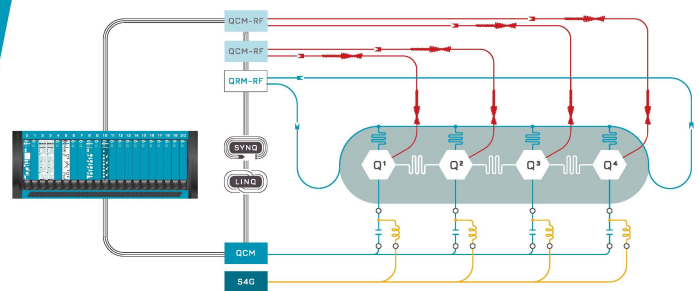 QCM-RF
QCM-RF
QRM-RF
SYNQ
LINQ
Q¹ Q² Q³ Q⁴
QCM
S4G